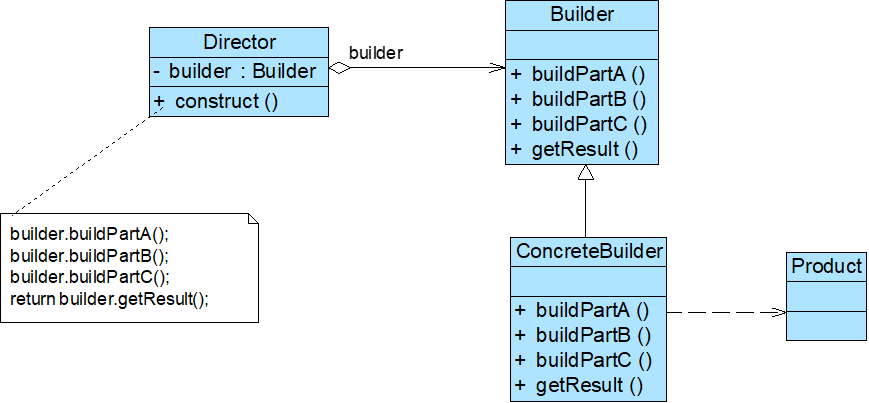 Director
- builder : Builder
+ construct ()
builder
Builder
+ buildPartA ()
+ buildPartB ()
+ buildPartC ()
+ getResult ()
builder.buildPartA();
builder.buildPartB();
builder.buildPartC();
return builder.getResult();
ConcreteBuilder
+ buildPartA ()
+ buildPartB ()
+ buildPartC ()
+ getResult ()
Product